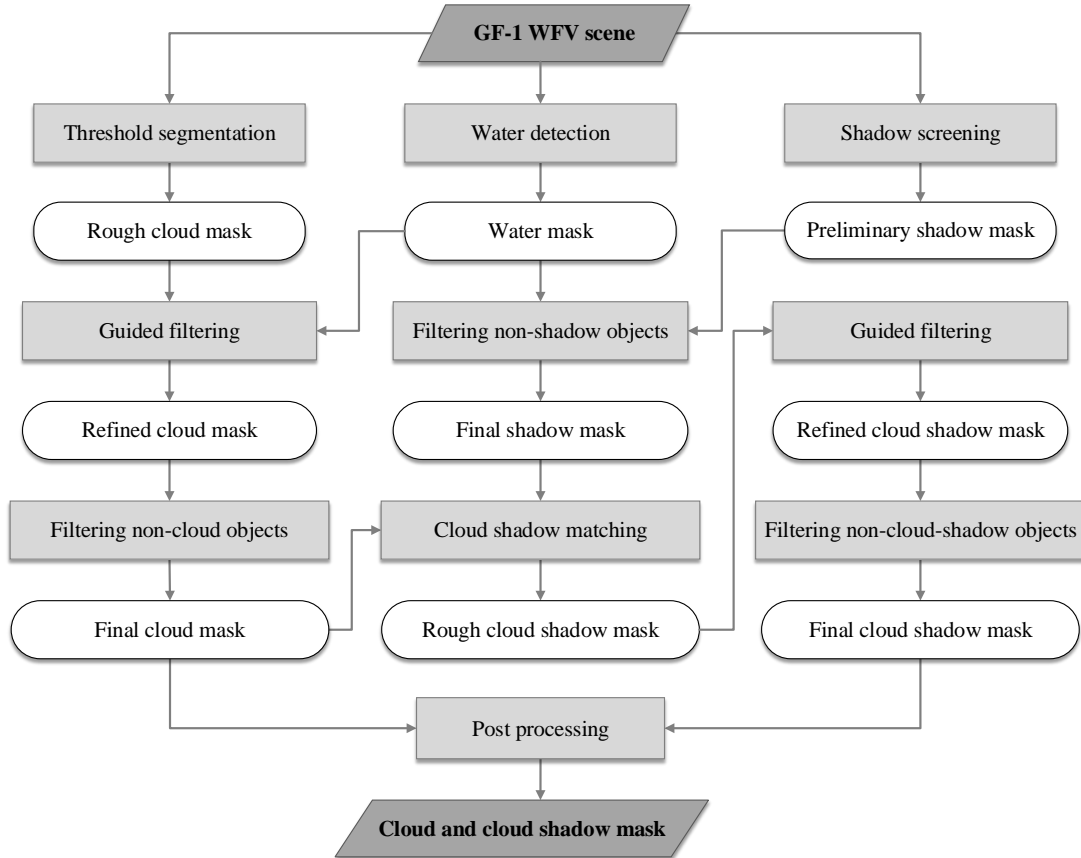 GF-1 WFV scene
Threshold segmentation
Water detection
Shadow screening
Rough cloud mask
Water mask
Preliminary shadow mask
Guided filtering
Filtering non-shadow objects
Guided filtering
Refined cloud mask
Final shadow mask
Refined cloud shadow mask
Filtering non-cloud objects
Cloud shadow matching
Filtering non-cloud-shadow objects
Final cloud mask
Rough cloud shadow mask
Final cloud shadow mask
Post processing
Cloud and cloud shadow mask